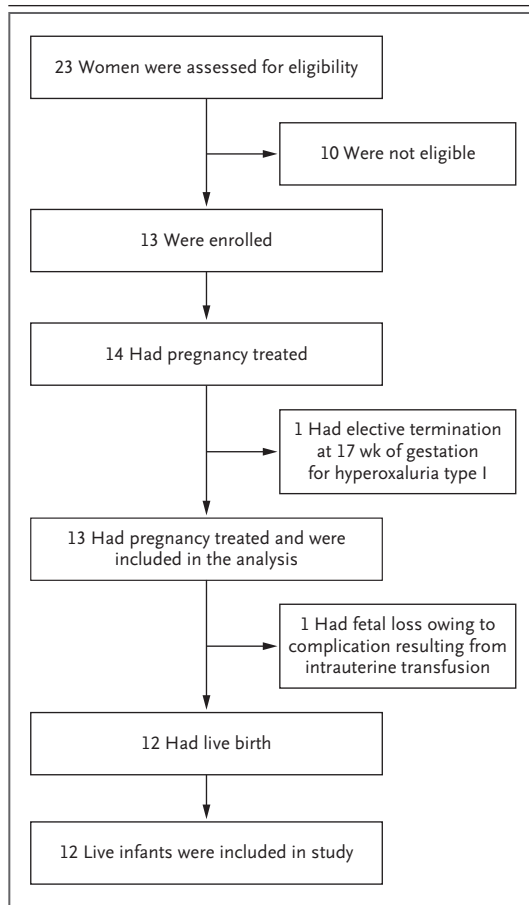 23 Women were assessed for eligibility
10 Were not eligible
13 Were enrolled
14 Had pregnancy treated
1 Had elective termination
at 17 wk of gestation
for hyperoxaluria type I
13 Had pregnancy treated and were
included in the analysis
1 Had fetal loss owing to
complication resulting from
intrauterine transfusion
12 Had live birth
12 Live infants were included in study